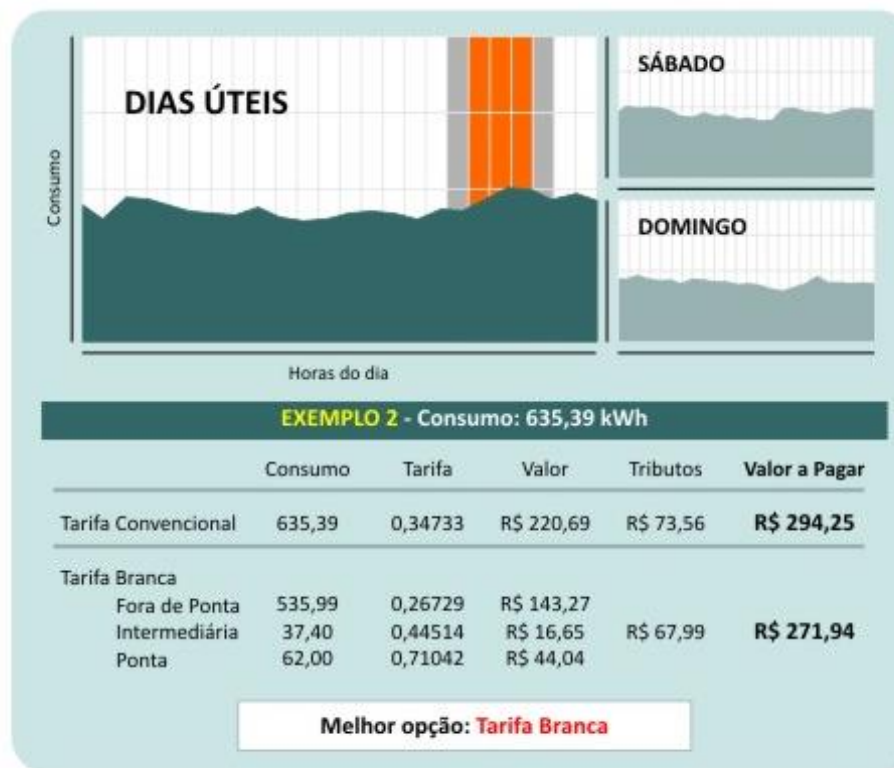 DIAS ÚTEIS
Consumo
Horas do dia
SÁBADO
DOMINGO
EXEMPLO 2 - Consumo: 635,39 kWh
Consumo Tarifa Valor Tributos Valor a Pagar
Tarifa Convencional 635,39 0,34733 R$ 220,69 R$ 73,56 R$ 294,25
Tarifa Branca
Fora de Ponta 535,99 0,26729 R$ 143,27
Intermediária 37,40 0,44514 R$ 16,65 R$ 67,99 R$ 271,94
Ponta 62,00 0,71042 R$ 44,04
Melhor opção: Tarifa Branca